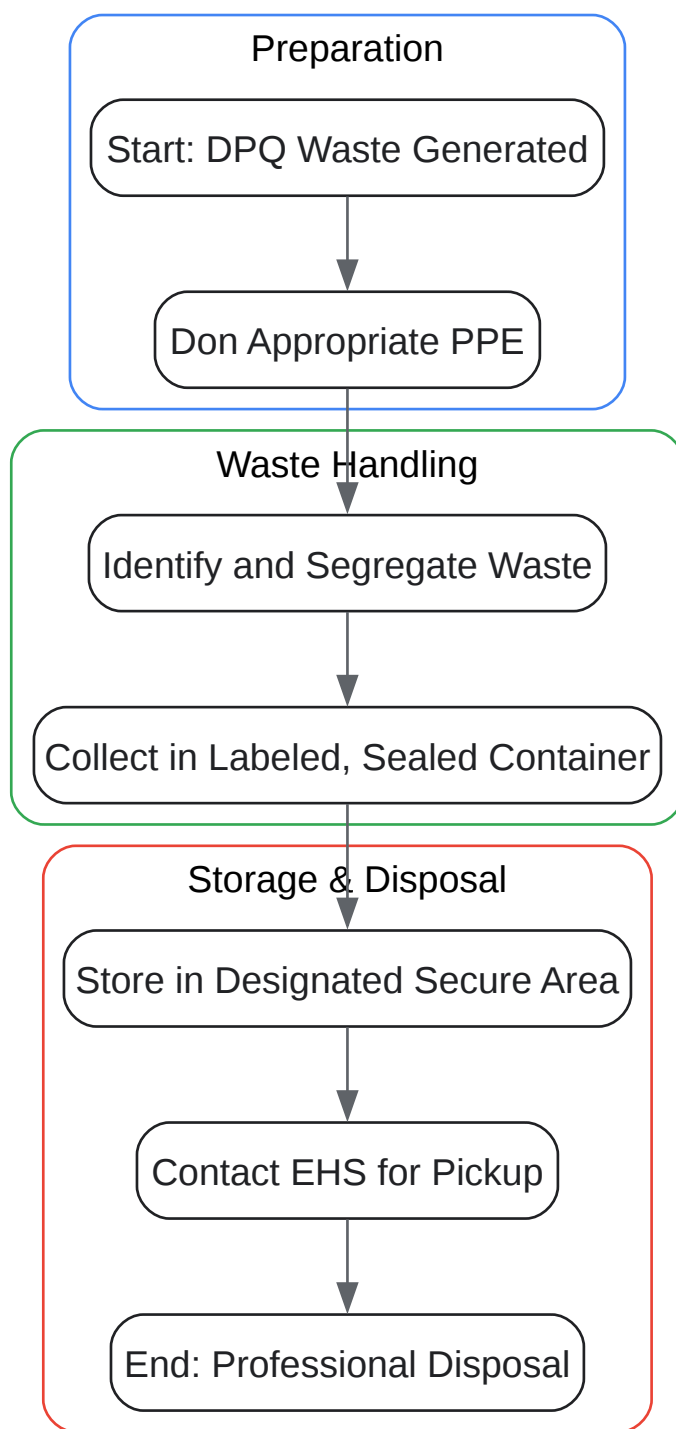 Preparation
Start: DPQ Waste Generated
Don Appropriate PPE
Waste Handling
Identify and Segregate Waste
Collect in Labeled, Sealed Container
Storage & Disposal
Store in Designated Secure Area
Contact EHS for Pickup
End: Professional Disposal